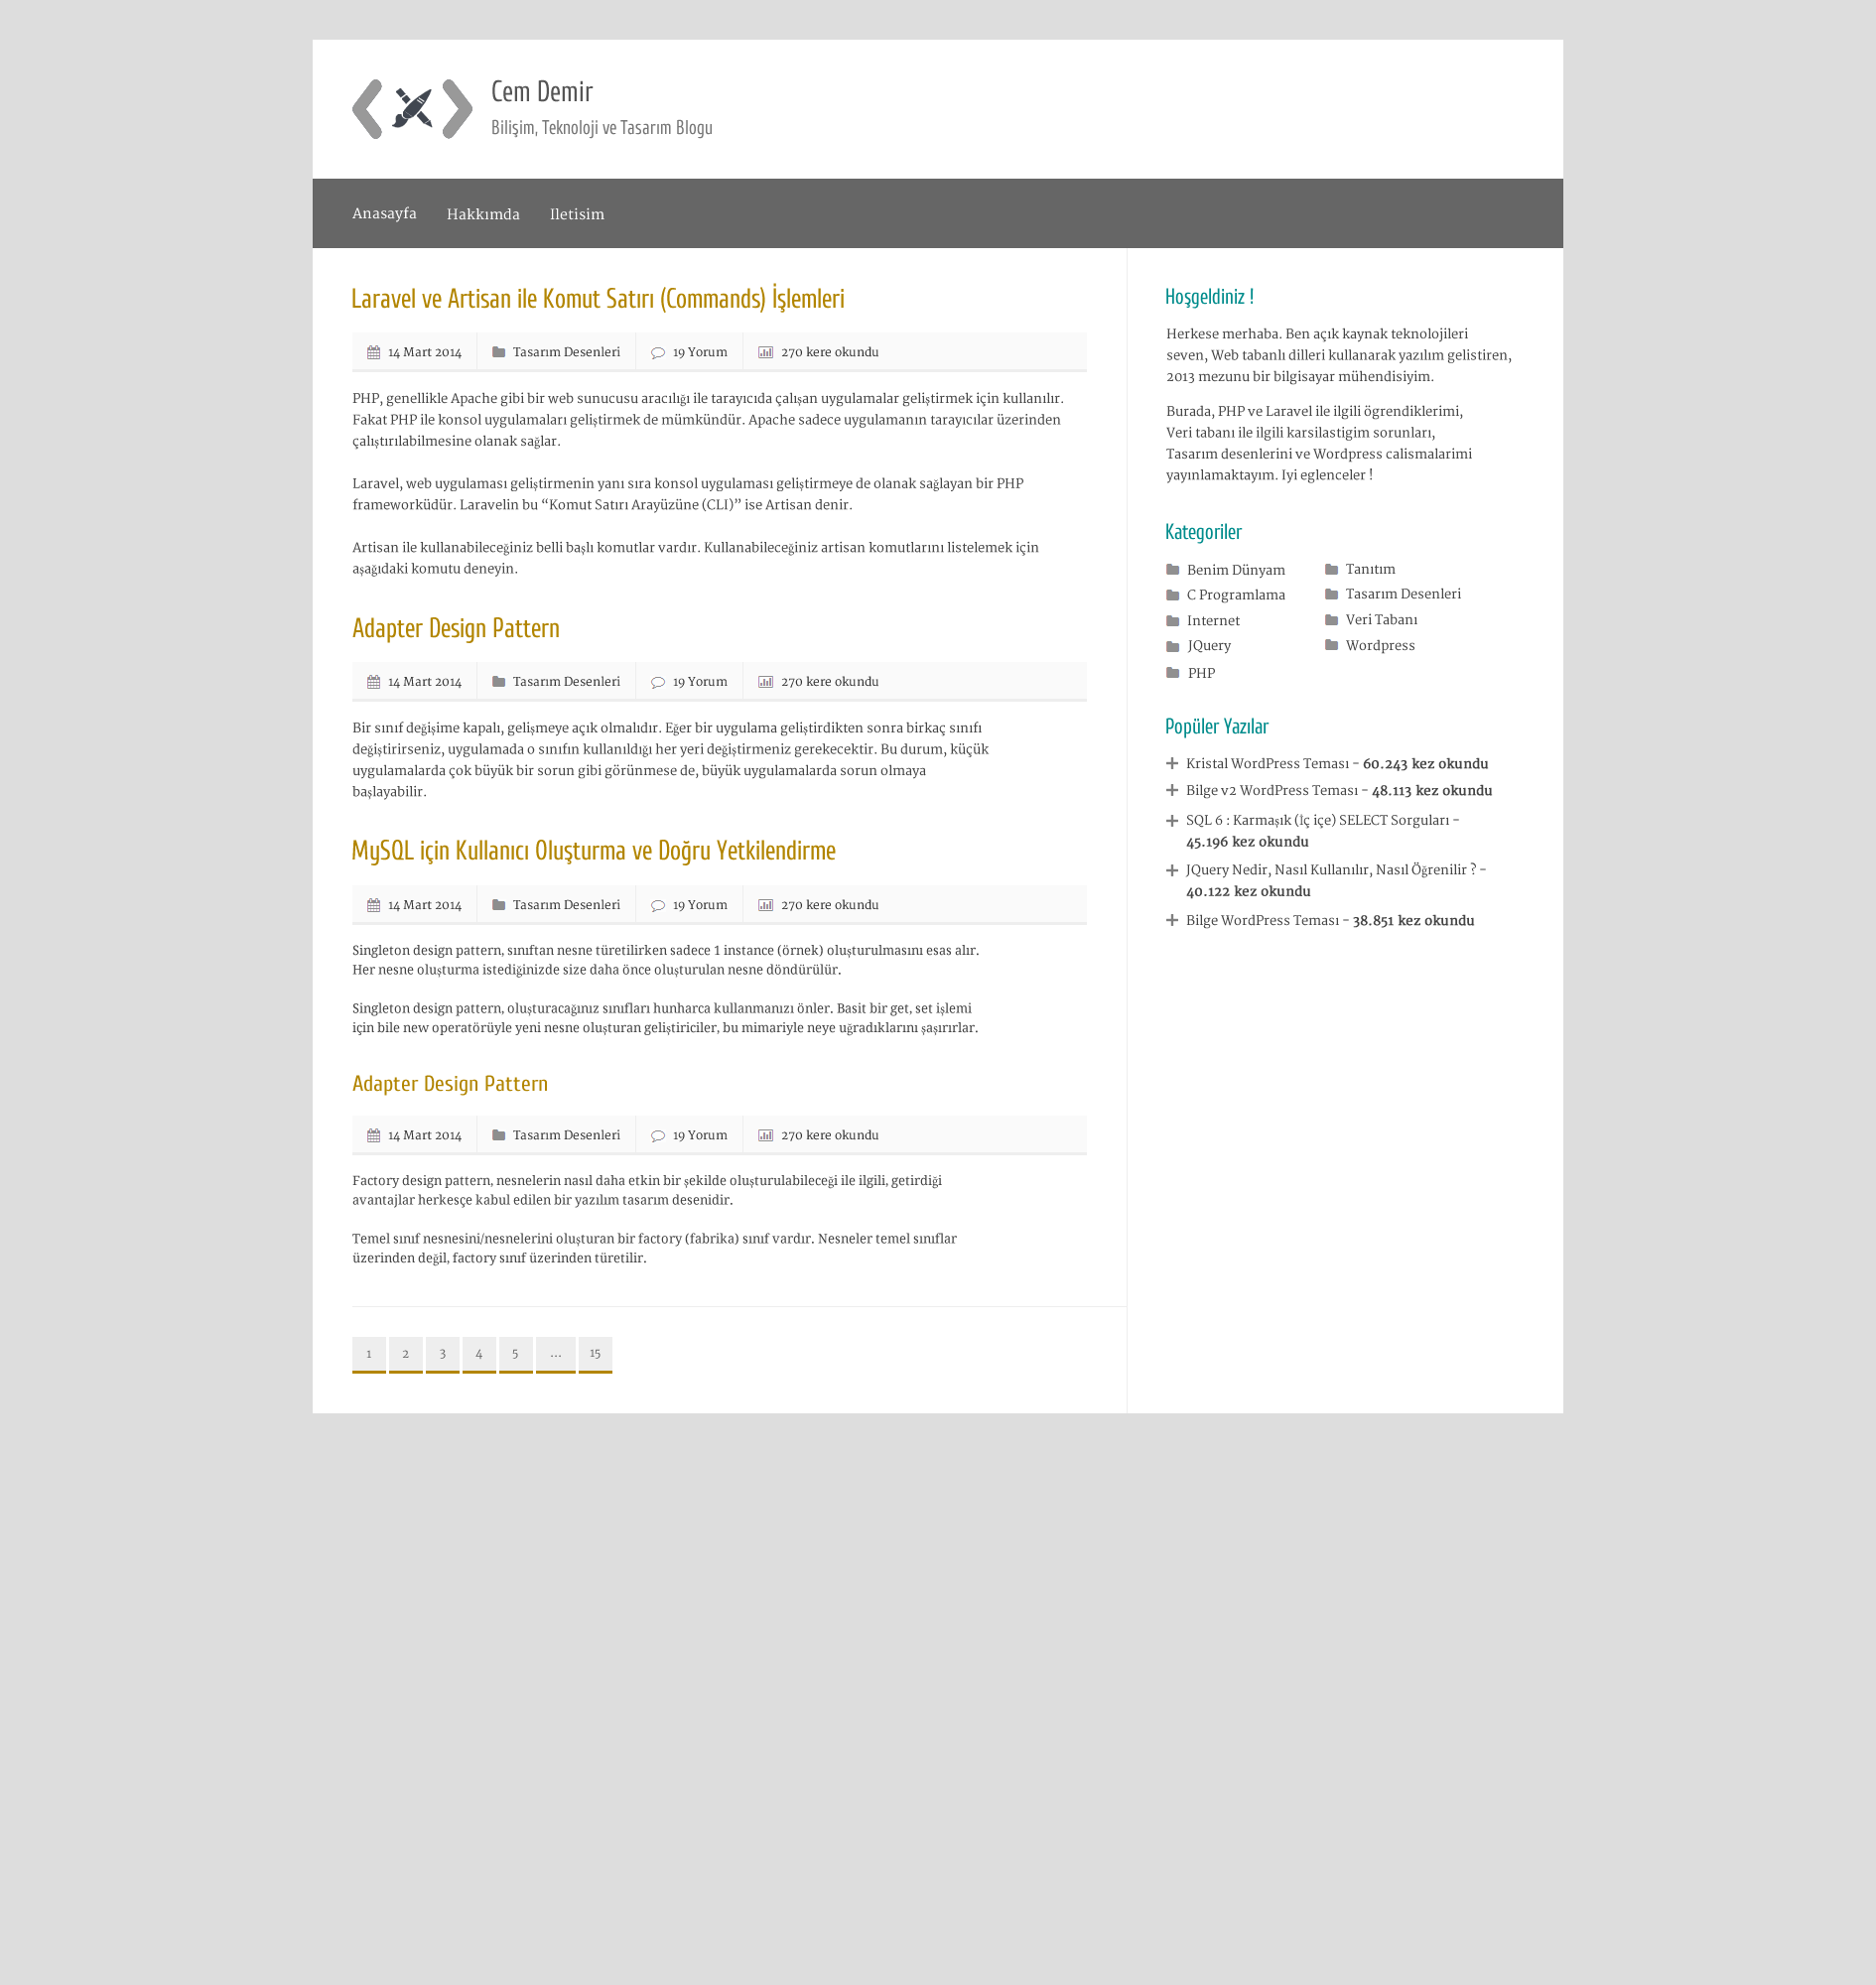 Cem Demir
Bilişim, Teknoloji ve Tasarım Blogu
Anasayfa Hakkımda Iletisim
Laravel ve Artisan ile Komut Satırı (Commands) İşlemleri
14 Mart 2014 Tasarım Desenleri 19 Yorum 270 kere okundu
PHP, genellikle Apache gibi bir web sunucusu aracılığı ile tarayıcıda çalışan uygulamalar geliştirmek için kullanılır.
Fakat PHP ile konsol uygulamaları geliştirmek de mümkündür. Apache sadece uygulamanın tarayıcılar üzerinden
çalıştırılabilmesine olanak sağlar.
Laravel, web uygulaması geliştirmenin yanı sıra konsol uygulaması geliştirmeye de olanak sağlayan bir PHP
frameworküdür. Laravelin bu “Komut Satırı Arayüzüne (CLI)” ise Artisan denir.
Artisan ile kullanabileceğiniz belli başlı komutlar vardır. Kullanabileceğiniz artisan komutlarını listelemek için
aşağıdaki komutu deneyin.
Adapter Design Pattern
14 Mart 2014 Tasarım Desenleri 19 Yorum 270 kere okundu
Bir sınıf değişime kapalı, gelişmeye açık olmalıdır. Eğer bir uygulama geliştirdikten sonra birkaç sınıfı
değiştirirseniz, uygulamada o sınıfın kullanıldığı her yeri değiştirmeniz gerekecektir. Bu durum, küçük
uygulamalarda çok büyük bir sorun gibi görünmese de, büyük uygulamalarda sorun olmaya
başlayabilir.
MySQL için Kullanıcı Oluşturma ve Doğru Yetkilendirme
14 Mart 2014 Tasarım Desenleri 19 Yorum 270 kere okundu
Singleton design pattern, sınıftan nesne türetilirken sadece 1 instance (örnek) oluşturulmasını esas alır.
Her nesne oluşturma istediğinizde size daha önce oluşturulan nesne döndürülür.
Singleton design pattern, oluşturacağınız sınıfları hunharca kullanmanızı önler. Basit bir get, set işlemi
için bile new operatörüyle yeni nesne oluşturan geliştiriciler, bu mimariyle neye uğradıklarını şaşırırlar.
Adapter Design Pattern
14 Mart 2014 Tasarım Desenleri 19 Yorum 270 kere okundu
Factory design pattern, nesnelerin nasıl daha etkin bir şekilde oluşturulabileceği ile ilgili, getirdiği
avantajlar herkesçe kabul edilen bir yazılım tasarım desenidir.
Temel sınıf nesnesini/nesnelerini oluşturan bir factory (fabrika) sınıf vardır. Nesneler temel sınıflar
üzerinden değil, factory sınıf üzerinden türetilir.
1 2 3 4 5 ... 15
Hoşgeldiniz !
Herkese merhaba. Ben açık kaynak teknolojileri
seven, Web tabanlı dilleri kullanarak yazılım gelistiren,
2013 mezunu bir bilgisayar mühendisiyim.
Burada, PHP ve Laravel ile ilgili ögrendiklerimi,
Veri tabanı ile ilgili karsilastigim sorunları,
Tasarım desenlerini ve Wordpress calismalarimi
yayınlamaktayım. Iyi eglenceler !
Kategoriler
Benim Dünyam
C Programlama
Internet
JQuery
PHP
Tanıtım
Tasarım Desenleri
Veri Tabanı
Wordpress
Popüler Yazılar
Kristal WordPress Teması - 60.243 kez okundu
Bilge v2 WordPress Teması - 48.113 kez okundu
SQL 6 : Karmaşık (İç içe) SELECT Sorguları -
45.196 kez okundu
JQuery Nedir, Nasıl Kullanılır, Nasıl Öğrenilir ? -
40.122 kez okundu
Bilge WordPress Teması - 38.851 kez okundu